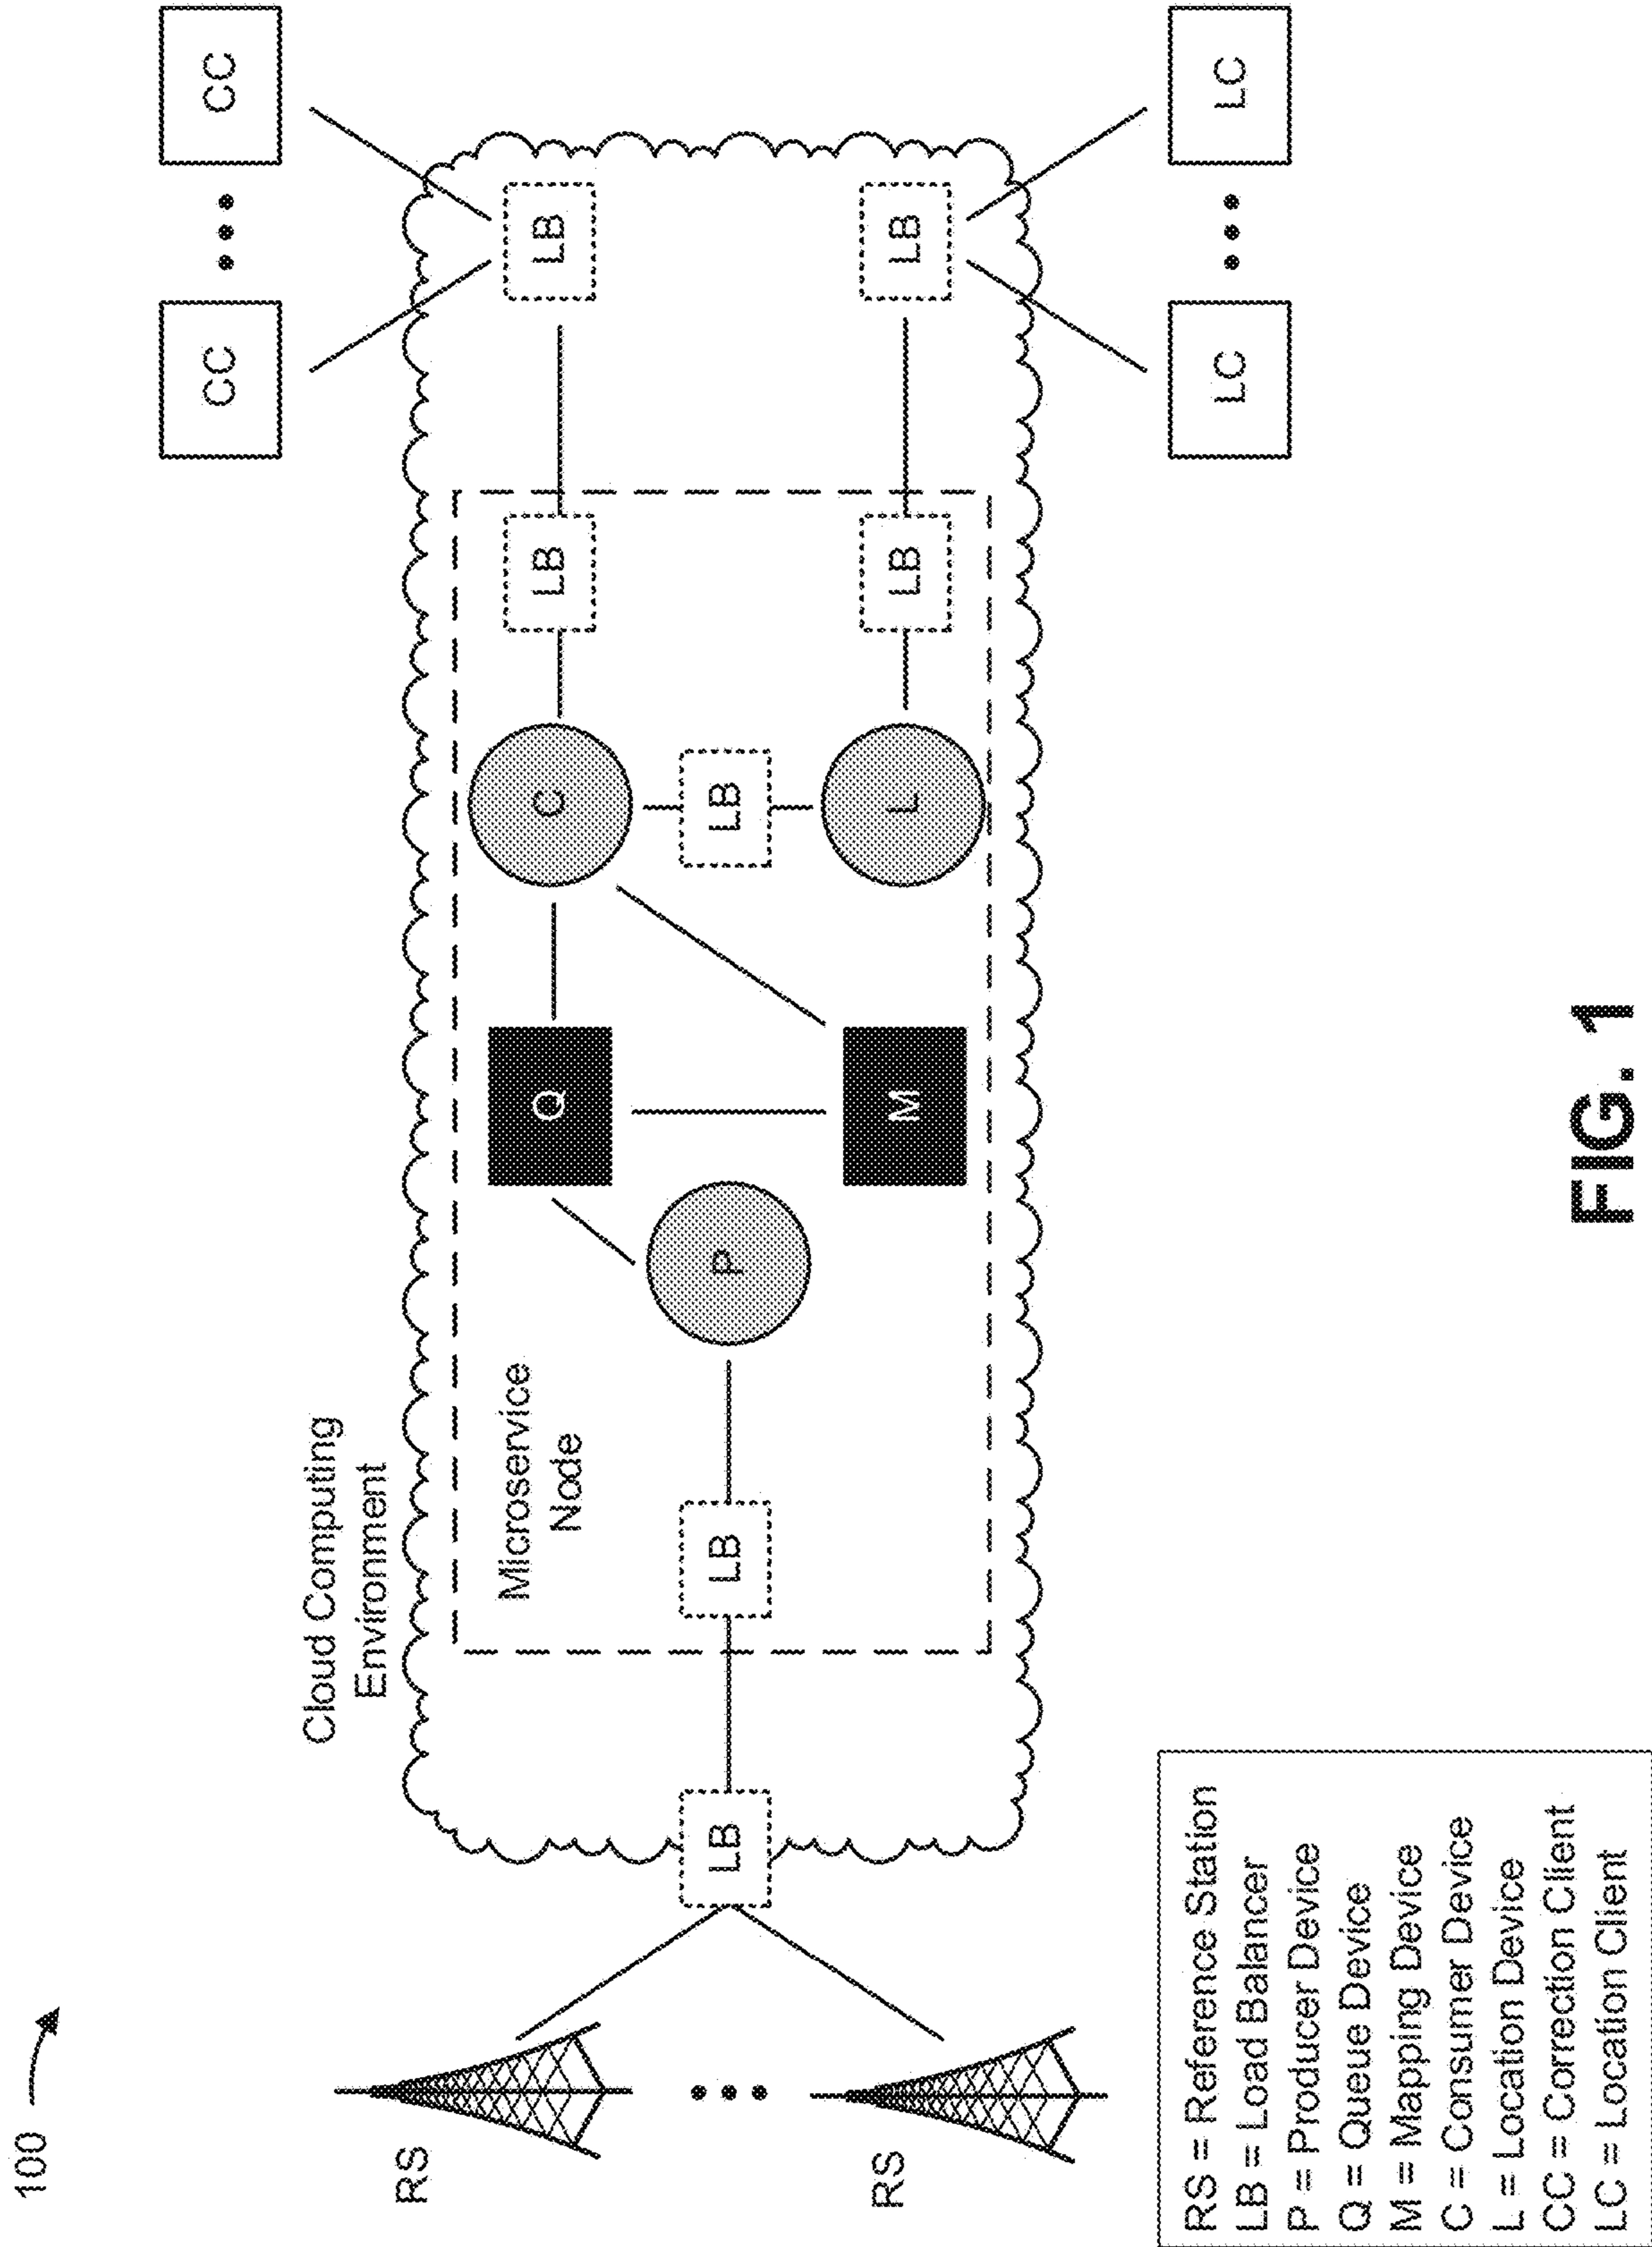 100
Cloud Computing
Environment
Microservice
Node
RS
RS
LB
LB
P
Q
M
C
LB
L
LB
LB
LB
LB
CC
CC
LC
LC
RS = Reference Station
LB = Load Balancer
P = Producer Device
Q = Queue Device
M = Mapping Device
C = Consumer Device
L = Location Device
CC = Correction Client
LC = Location Client
FIG. 1